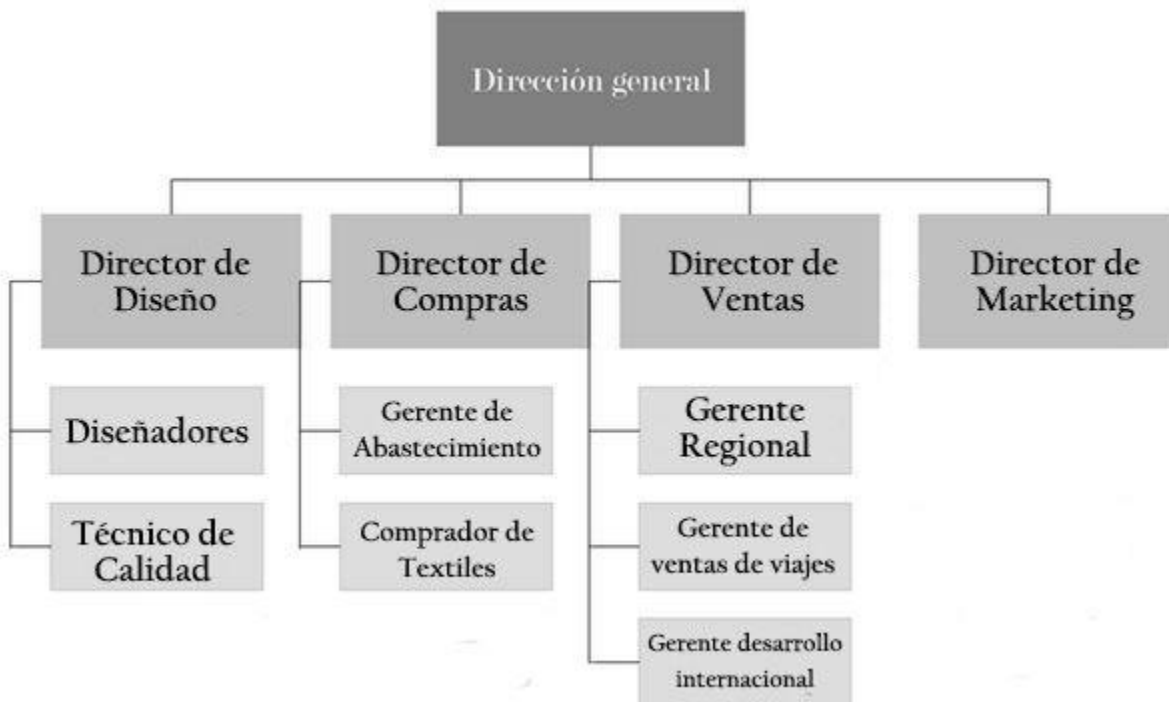 Dirección general
Director de
Diseño
Director de
Compras
Director de
Ventas
Director de
Marketing
Diseñadores
Gerente de
Abastecimiento
Gerente
Regional
Técnico de
Calidad
Comprador de
Textiles
Gerente de
ventas de viajes
Gerente desarrollo
internacional